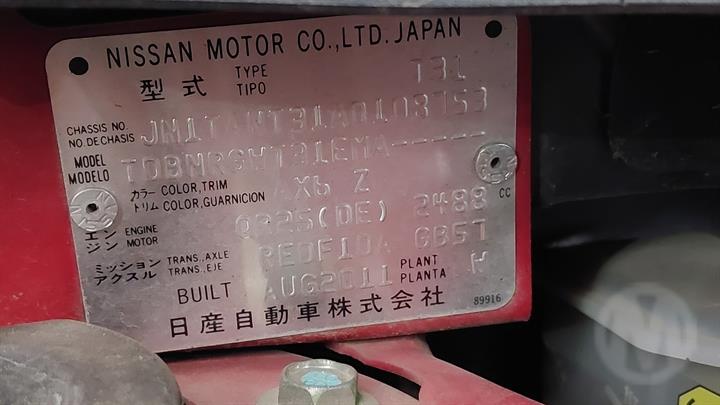 NISSAN MOTOR CO.,LTD. JAPAN
型式 TYPE TIPO T31
CHASSIS NO. NO.DE CHASIS JN1TANT31A0108753
MODEL MODELO TDBNRGWT31EMA-----
カラー トリム COLOR,TRIM COLOR,GUARNICION AX6 Z
エンジン ENGINE MOTOR QR25(DE) 2488 CC
ミッション アクスル TRANS.,AXLE TRANS.,EJE RE0F10A GB57
BUILT AUG2011 PLANT PLANTA W
日産自動車株式会社 89916